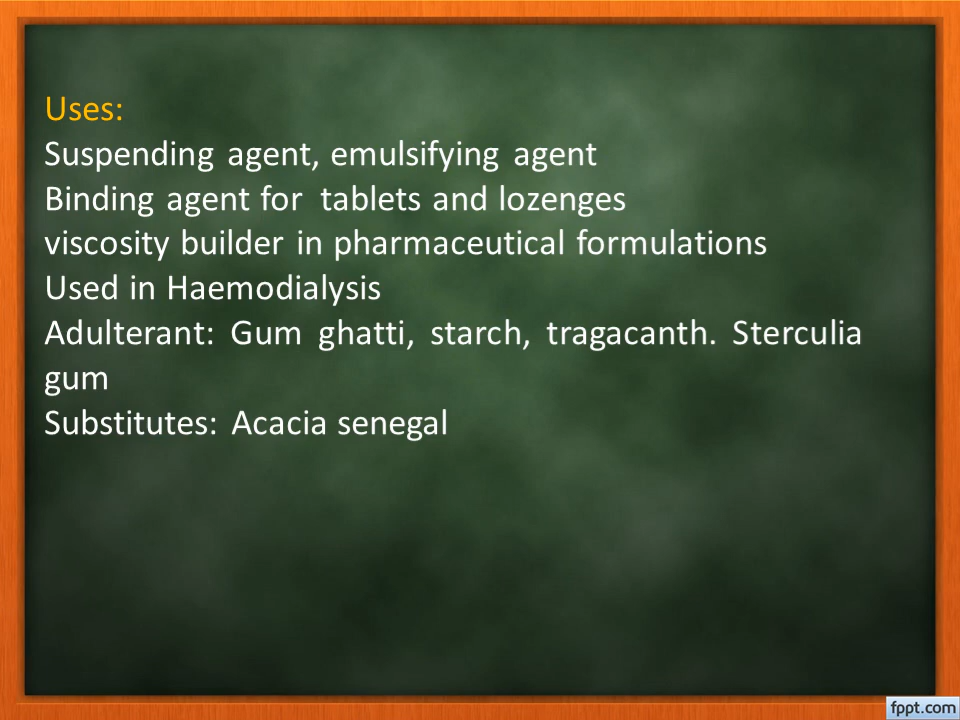 Uses:
Suspending agent, emulsifying agent
Binding agent for tablets and lozenges
viscosity builder in pharmaceutical formulations
Used in Haemodialysis
Adulterant: Gum ghatti, starch, tragacanth. Sterculia
gum
Substitutes: Acacia senegal
fppt.com